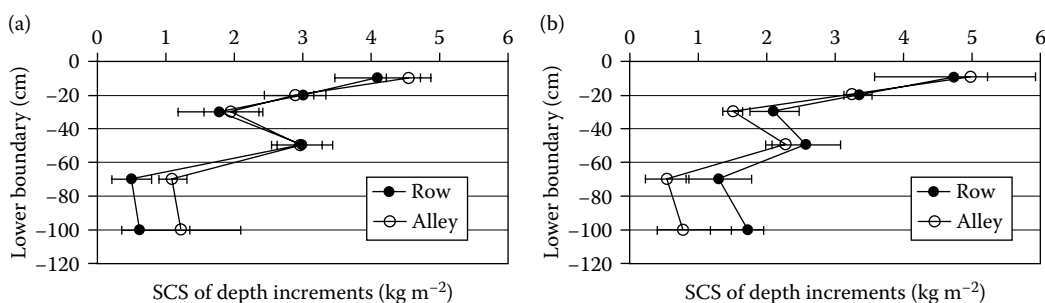 (a)
0 1 2 3 4 5 6
0
−20
−40
−60
−80
−100
−120
Lower boundary (cm)
Row
Alley
SCS of depth increments (kg m−2)
(b)
0 1 2 3 4 5 6
0
−20
−40
−60
−80
−100
−120
Lower boundary (cm)
Row
Alley
SCS of depth increments (kg m−2)